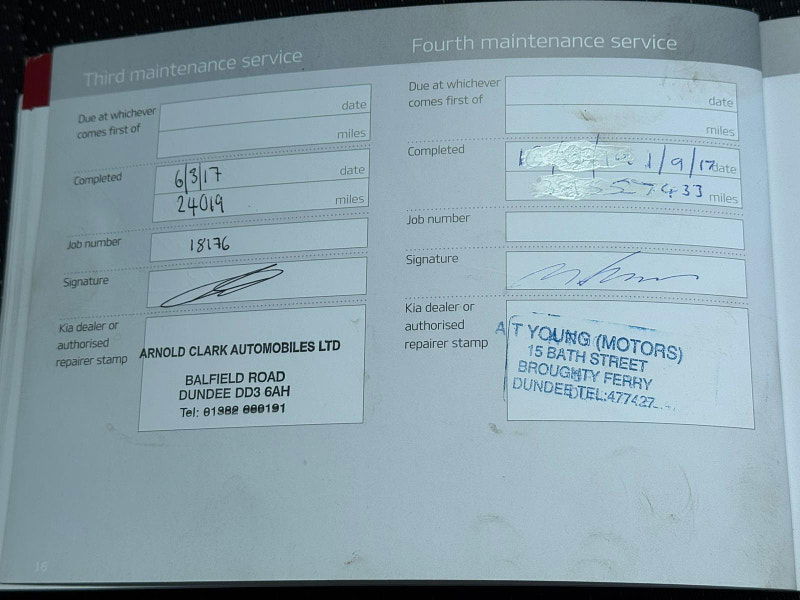 Third maintenance service
Due at whichever
comes first of
date
miles
Completed
6/3/17
date
24019
miles
Job number
18176
Signature
Kia dealer or
authorised
repairer stamp
ARNOLD CLARK AUTOMOBILES LTD
BALFIELD ROAD
DUNDEE DD3 6AH
Tel: 01382
16
Fourth maintenance service
Due at whichever
comes first of
date
miles
Completed
1/9/17
date
miles
Job number
Signature
Kia dealer or
authorised
repairer stamp
A T YOUNG (MOTORS)
15 BATH STREET
BROUGHTY FERRY
DUNDEE TEL: 477427